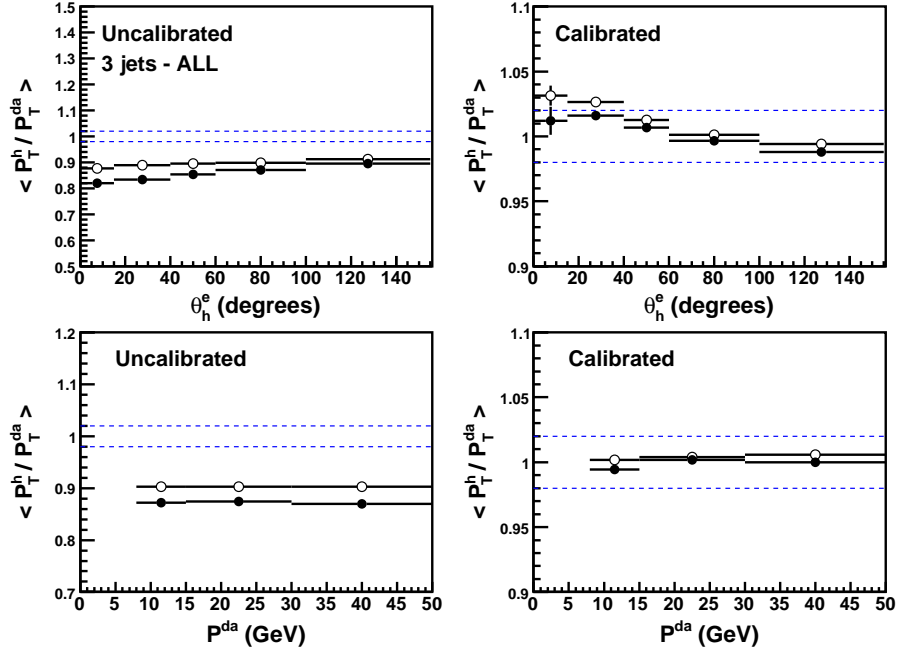 Uncalibrated
3 jets - ALL
1.5
1.4
1.3
1.2
1.1
1
0.9
0.8
0.7
0.6
0.5
< P_T^h / P_T^da >
0 20 40 60 80 100 120 140
θ_h^e (degrees)
Calibrated
1.1
1.05
1
0.95
0.9
< P_T^h / P_T^da >
0 20 40 60 80 100 120 140
θ_h^e (degrees)
Uncalibrated
1.2
1.1
1
0.9
0.8
0.7
< P_T^h / P_T^da >
0 5 10 15 20 25 30 35 40 45 50
P^da (GeV)
Calibrated
1.1
1.05
1
0.95
0.9
< P_T^h / P_T^da >
0 5 10 15 20 25 30 35 40 45 50
P^da (GeV)